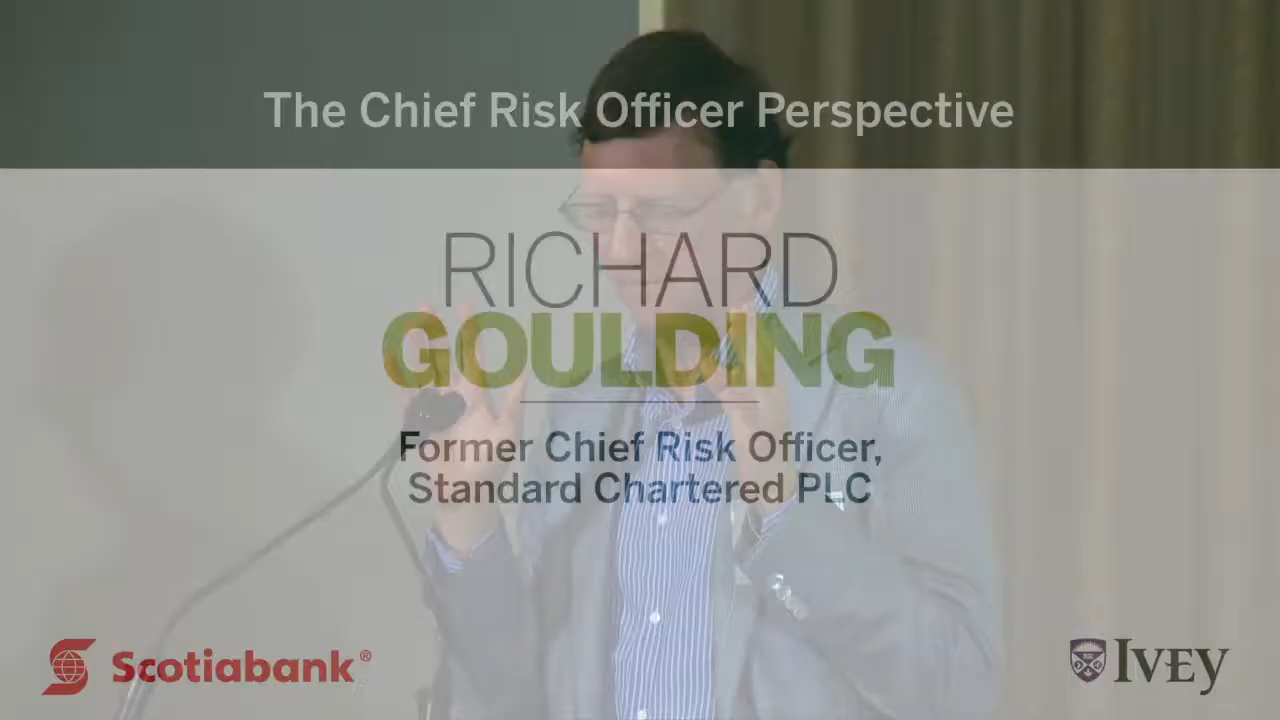 The Chief Risk Officer Perspective
RICHARD
GOULDING
Former Chief Risk Officer,
Standard Chartered PLC
Scotiabank®
IVEY